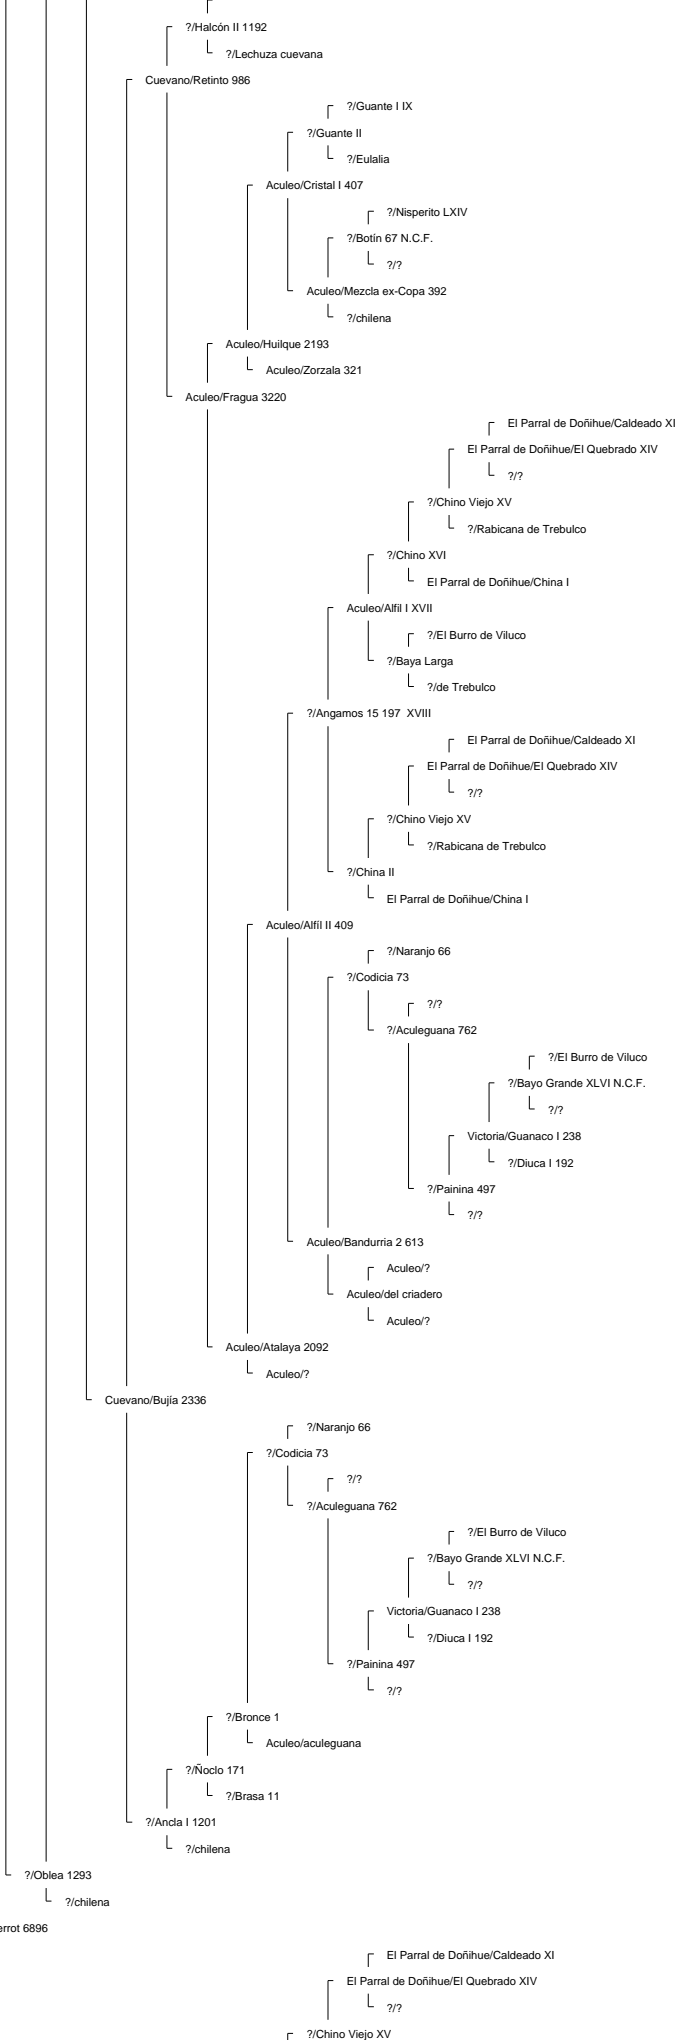 ?/Halcón II 1192
?/Lechuza cuevana
Cuevano/Retinto 986
?/Guante I IX
?/Guante II
?/Eulalia
Aculeo/Cristal I 407
?/Nisperito LXIV
?/Botín 67 N.C.F.
?/?
Aculeo/Mezcla ex-Copa 392
?/chilena
Aculeo/Huilque 2193
Aculeo/Zorzala 321
Aculeo/Fragua 3220
El Parral de Doñihue/Caldeado XI
El Parral de Doñihue/El Quebrado XIV
?/?
?/Chino Viejo XV
?/Rabicana de Trebulco
?/Chino XVI
El Parral de Doñihue/China I
Aculeo/Alfil I XVII
?/El Burro de Viluco
?/Baya Larga
?/de Trebulco
?/Angamos 15 197  XVIII
El Parral de Doñihue/Caldeado XI
El Parral de Doñihue/El Quebrado XIV
?/?
?/Chino Viejo XV
?/Rabicana de Trebulco
?/China II
El Parral de Doñihue/China I
Aculeo/Alfíl II 409
?/Naranjo 66
?/Codicia 73
?/?
?/Aculeguana 762
?/El Burro de Viluco
?/Bayo Grande XLVI N.C.F.
?/?
Victoria/Guanaco I 238
?/Diuca I 192
?/Painina 497
?/?
Aculeo/Bandurria 2 613
Aculeo/?
Aculeo/del criadero
Aculeo/?
Aculeo/Atalaya 2092
Aculeo/?
Cuevano/Bujía 2336
?/Naranjo 66
?/Codicia 73
?/?
?/Aculeguana 762
?/El Burro de Viluco
?/Bayo Grande XLVI N.C.F.
?/?
Victoria/Guanaco I 238
?/Diuca I 192
?/Painina 497
?/?
?/Bronce 1
Aculeo/aculeguana
?/Ñoclo 171
?/Brasa 11
?/Ancla I 1201
?/chilena
?/Oblea 1293
?/chilena
errot 6896
El Parral de Doñihue/Caldeado XI
El Parral de Doñihue/El Quebrado XIV
?/?
?/Chino Viejo XV